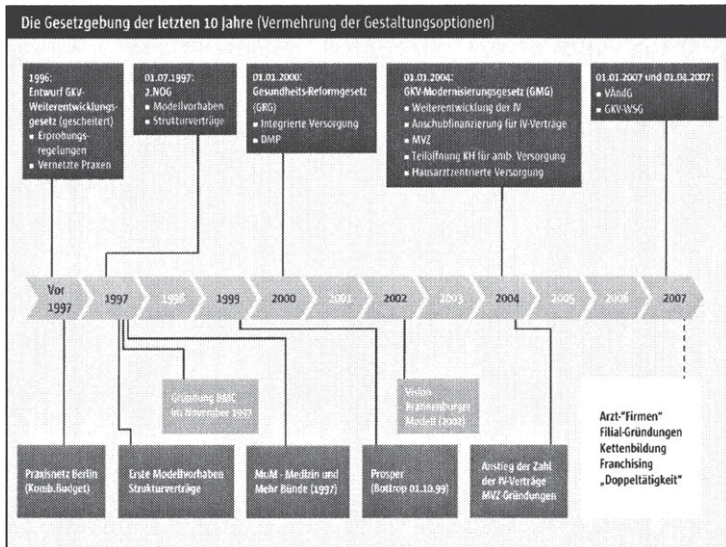 Die Gesetzgebung der letzten 10 Jahre (Vermehrung der Gestaltungsoptionen)
1996:
Entwurf GKV-
Weiterentwicklungs-
gesetz (gescheitert)
▪ Erprobungs-
regelungen
▪ Vernetzte Praxen
01.07.1997:
2.NOG
▪ Modellvorhaben
▪ Strukturverträge
01.01.2000:
Gesundheits-Reformgesetz
(GRG)
▪ Integrierte Versorgung
▪ DMP
01.01.2004:
GKV-Modernisierungsgesetz (GMG)
▪ Weiterentwicklung der IV
▪ Anschubfinanzierung für IV-Verträge
▪ MVZ
▪ Teilöffnung KH für amb. Versorgung
▪ Hausarztzentrierte Versorgung
01.01.2007 und 01.04.2007:
▪ VÄndG
▪ GKV-WSG
Vor
1997
1997
1998
1999
2000
2001
2002
2003
2004
2005
2006
2007
Gründung BMC
im November 1997
Vision
Brannenburger
Modell (2002)
Praxisnetz Berlin
(Komb.Budget)
Erste Modellvorhaben
Strukturverträge
MuM - Medizin und
Mehr Bünde (1997)
Prosper
(Bottrop 01.10.99)
Anstieg der Zahl
der IV-Verträge
MVZ-Gründungen
Arzt-"Firmen"
Filial-Gründungen
Kettenbildung
Franchising
„Doppeltätigkeit"